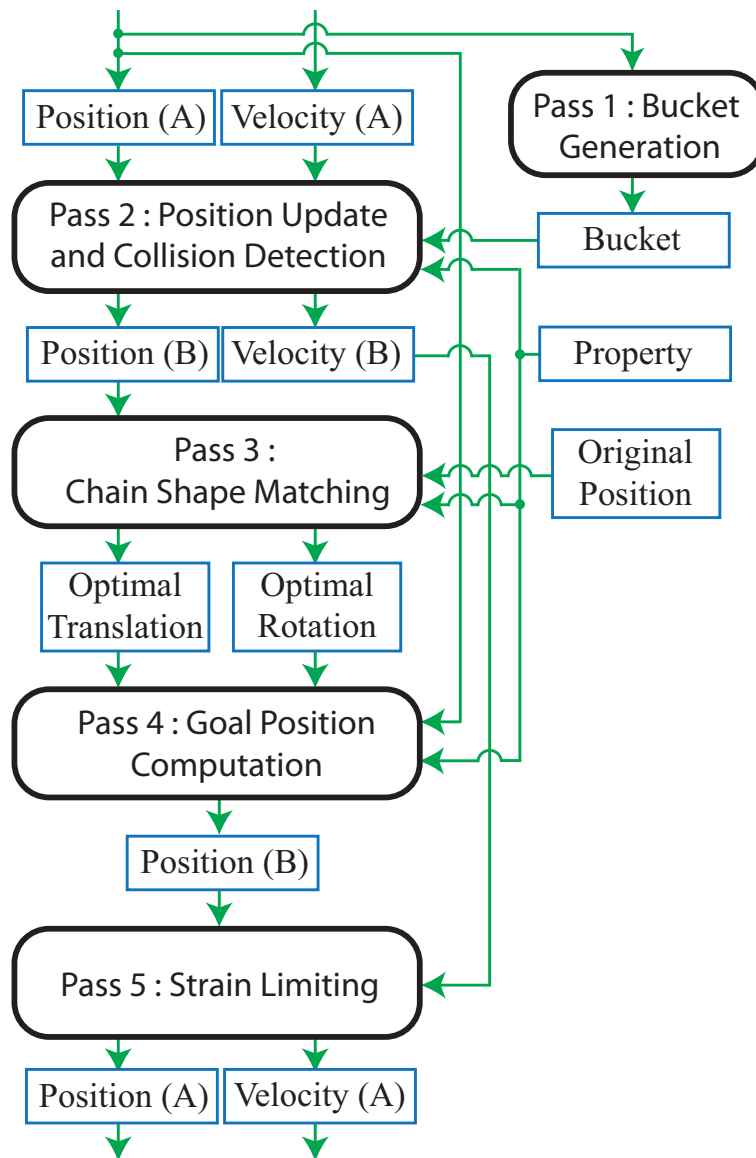 Position (A)
Velocity (A)
Pass 1 : Bucket
Generation
Pass 2 : Position Update
and Collision Detection
Bucket
Position (B)
Velocity (B)
Property
Pass 3 :
Chain Shape Matching
Original
Position
Optimal
Translation
Optimal
Rotation
Pass 4 : Goal Position
Computation
Position (B)
Pass 5 : Strain Limiting
Position (A)
Velocity (A)